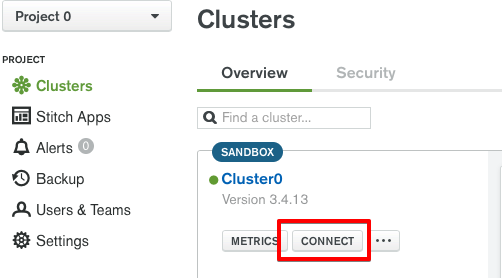 Project 0
Clusters
PROJECT
Clusters
Stitch Apps
Alerts 0
Backup
Users & Teams
Settings
Overview Security
Find a cluster...
SANDBOX
Cluster0
Version 3.4.13
METRICS CONNECT ...